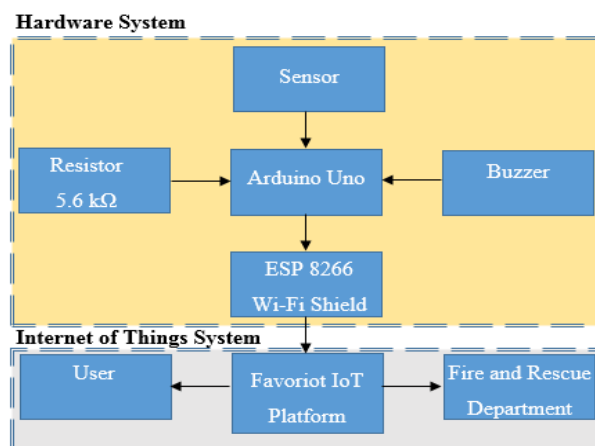 Hardware System
Sensor
Resistor
5.6 kΩ
Arduino Uno
Buzzer
ESP 8266
Wi-Fi Shield
Internet of Things System
User
Favoriot IoT
Platform
Fire and Rescue
Department